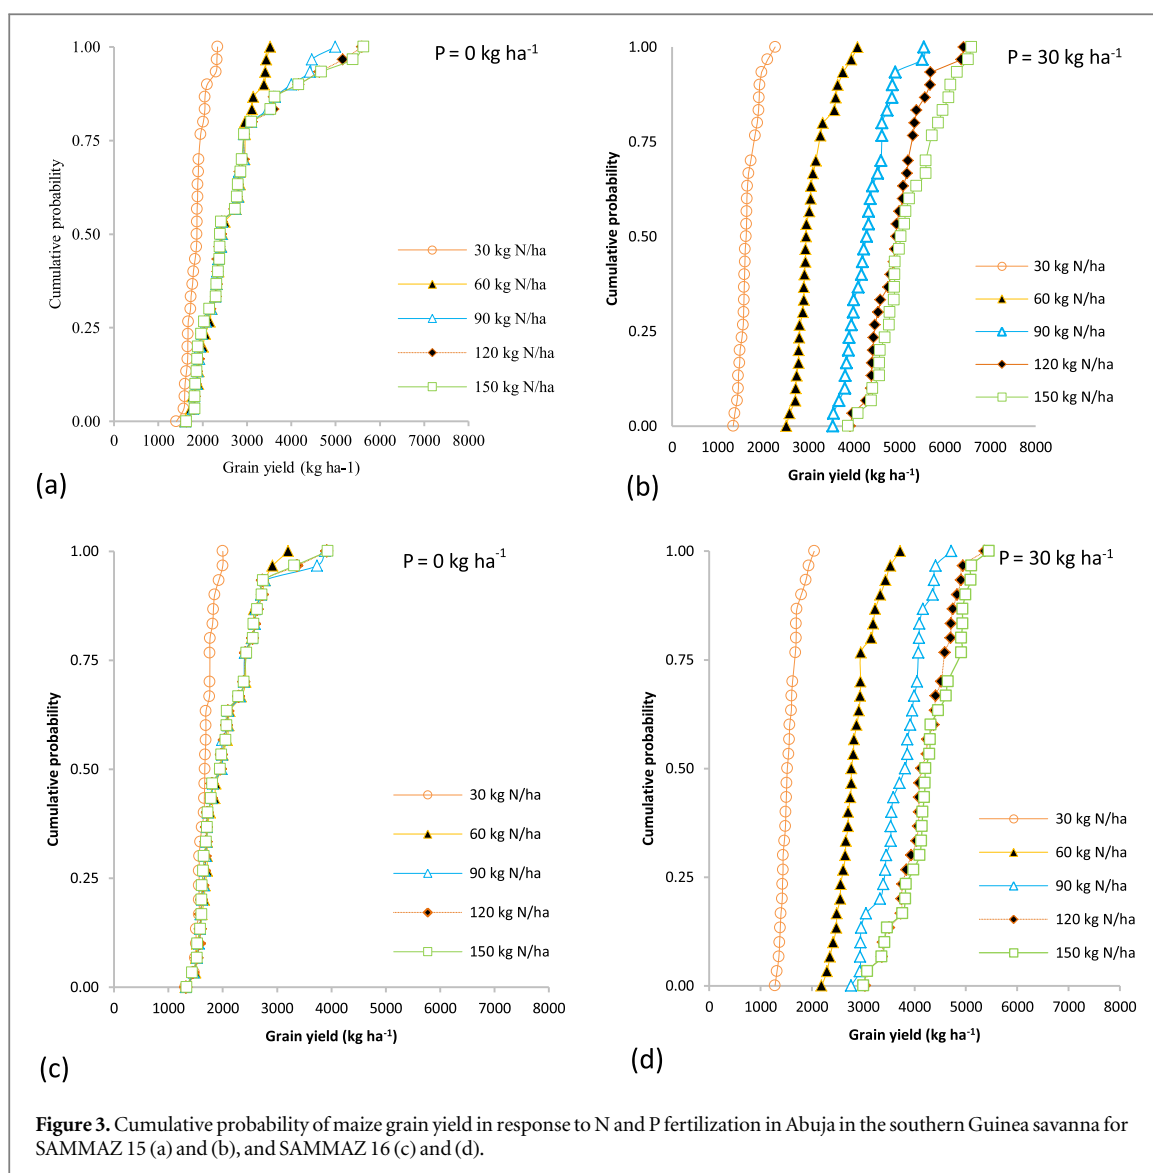 P = 0 kg ha-1
1.00
0.75
0.50
0.25
0.00
Cumulative probability
30 kg N/ha
60 kg N/ha
90 kg N/ha
120 kg N/ha
150 kg N/ha
0 1000 2000 3000 4000 5000 6000 7000 8000
Grain yield (kg ha-1)
(a)
P = 30 kg ha-1
1.00
0.75
0.50
0.25
0.00
Cumulative probability
30 kg N/ha
60 kg N/ha
90 kg N/ha
120 kg N/ha
150 kg N/ha
0 1000 2000 3000 4000 5000 6000 7000 8000
Grain yield (kg ha-1)
(b)
P = 0 kg ha-1
1.00
0.75
0.50
0.25
0.00
Cumulative probability
30 kg N/ha
60 kg N/ha
90 kg N/ha
120 kg N/ha
150 kg N/ha
0 1000 2000 3000 4000 5000 6000 7000 8000
Grain yield (kg ha-1)
(c)
P = 30 kg ha-1
1.00
0.75
0.50
0.25
0.00
Cumulative probability
30 kg N/ha
60 kg N/ha
90 kg N/ha
120 kg N/ha
150 kg N/ha
0 1000 2000 3000 4000 5000 6000 7000 8000
Grain yield (kg ha-1)
(d)
Figure 3. Cumulative probability of maize grain yield in response to N and P fertilization in Abuja in the southern Guinea savanna for
SAMMAZ 15 (a) and (b), and SAMMAZ 16 (c) and (d).